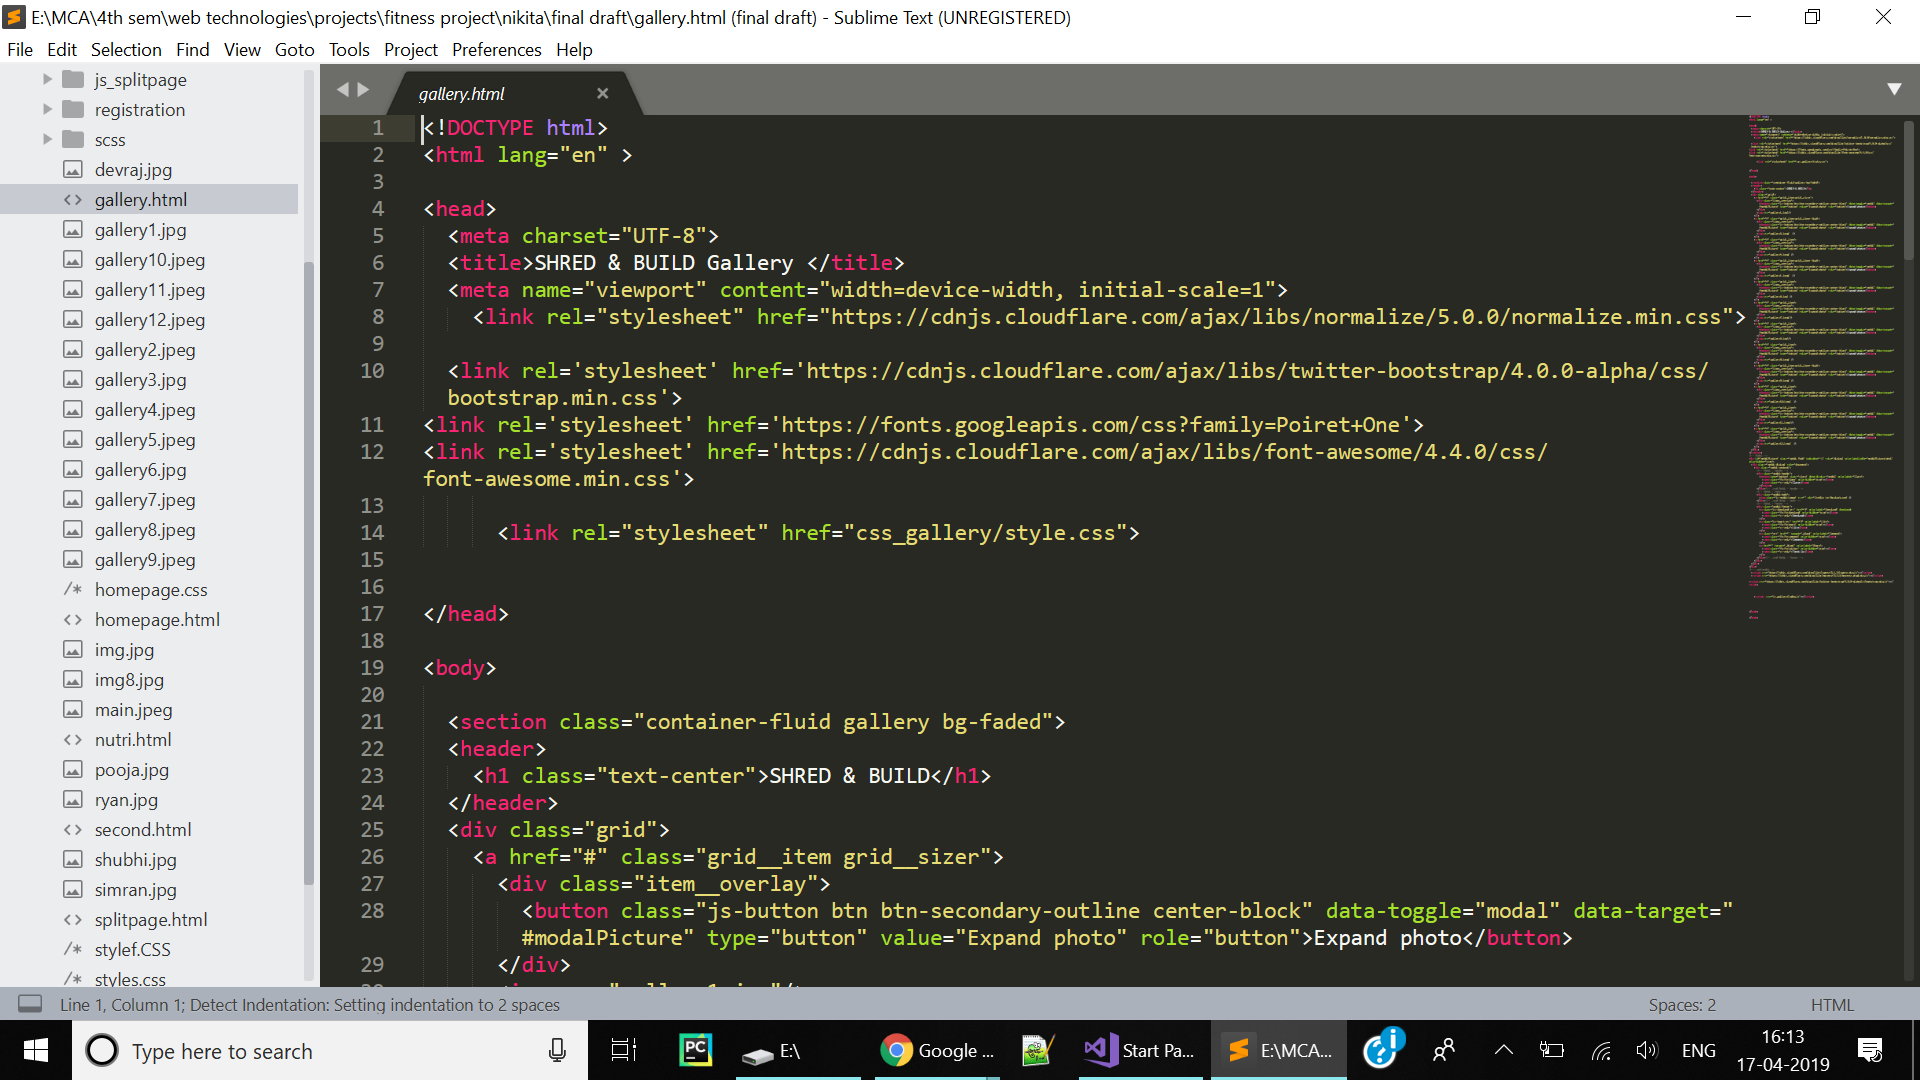 E:\MCA\4th sem\web technologies\projects\fitness project\nikita\final draft\gallery.html (final draft) - Sublime Text (UNREGISTERED)
File Edit Selection Find View Goto Tools Project Preferences Help
js_splitpage
registration
scss
devraj.jpg
gallery.html
gallery1.jpg
gallery10.jpeg
gallery11.jpeg
gallery12.jpeg
gallery2.jpeg
gallery3.jpg
gallery4.jpeg
gallery5.jpeg
gallery6.jpg
gallery7.jpeg
gallery8.jpeg
gallery9.jpeg
homepage.css
homepage.html
img.jpg
img8.jpg
main.jpeg
nutri.html
pooja.jpg
ryan.jpg
second.html
shubhi.jpg
simran.jpg
splitpage.html
stylef.CSS
styles.css
gallery.html
1 <!DOCTYPE html>
2 <html lang="en" >
3
4 <head>
5 <meta charset="UTF-8">
6 <title>SHRED & BUILD Gallery </title>
7 <meta name="viewport" content="width=device-width, initial-scale=1">
8 <link rel="stylesheet" href="https://cdnjs.cloudflare.com/ajax/libs/normalize/5.0.0/normalize.min.css">
9
10 <link rel='stylesheet' href='https://cdnjs.cloudflare.com/ajax/libs/twitter-bootstrap/4.0.0-alpha/css/
bootstrap.min.css'>
11 <link rel='stylesheet' href='https://fonts.googleapis.com/css?family=Poiret+One'>
12 <link rel='stylesheet' href='https://cdnjs.cloudflare.com/ajax/libs/font-awesome/4.4.0/css/
font-awesome.min.css'>
13
14 <link rel="stylesheet" href="css_gallery/style.css">
15
16
17 </head>
18
19 <body>
20
21 <section class="container-fluid gallery bg-faded">
22 <header>
23 <h1 class="text-center">SHRED & BUILD</h1>
24 </header>
25 <div class="grid">
26 <a href="#" class="grid__item grid__sizer">
27 <div class="item__overlay">
28 <button class="js-button btn btn-secondary-outline center-block" data-toggle="modal" data-target="
#modalPicture" type="button" value="Expand photo" role="button">Expand photo</button>
29 </div>
Line 1, Column 1; Detect Indentation: Setting indentation to 2 spaces
Spaces: 2 HTML
Type here to search
PC
E:\
Google ...
Start Pa...
E:\MCA...
ENG
16:13
17-04-2019